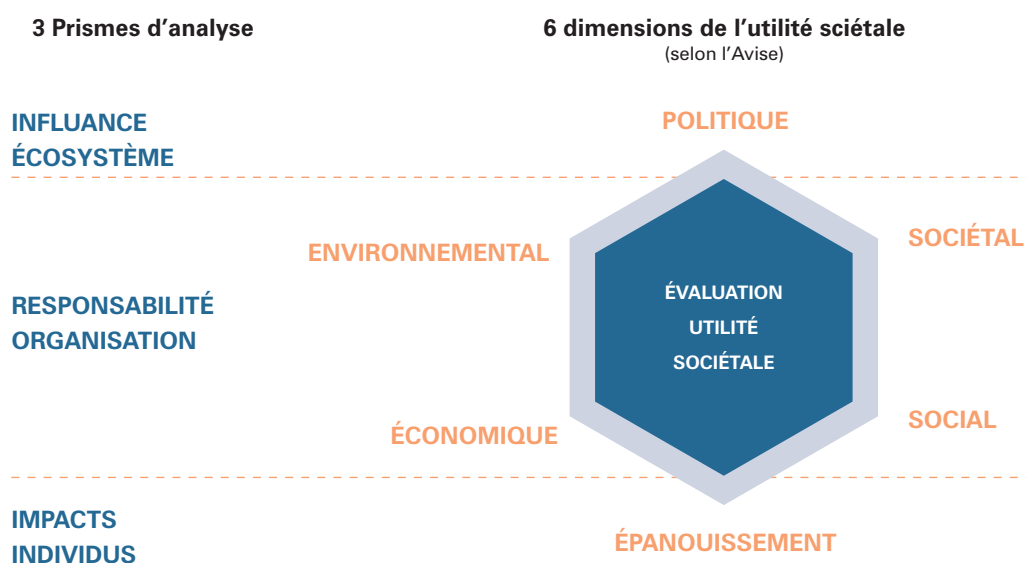 3 Prismes d’analyse
6 dimensions de l’utilité sciétale
(selon l’Avise)
INFLUANCE
ÉCOSYSTÈME
POLITIQUE
ENVIRONNEMENTAL
SOCIÉTAL
RESPONSABILITÉ
ORGANISATION
ÉVALUATION
UTILITÉ
SOCIÉTALE
ÉCONOMIQUE
SOCIAL
IMPACTS
INDIVIDUS
ÉPANOUISSEMENT